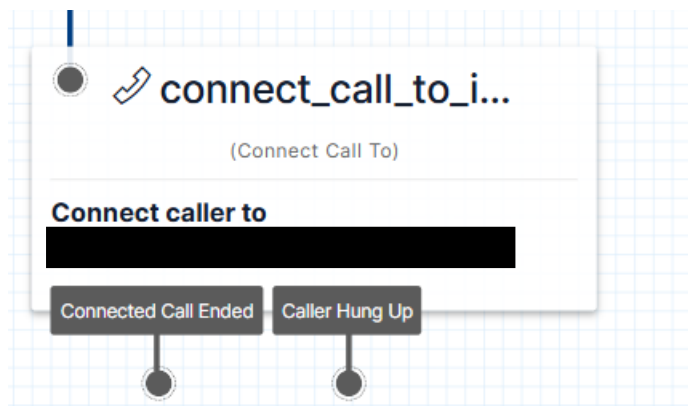 connect_call_to_i...
(Connect Call To)
Connect caller to
Connected Call Ended
Caller Hung Up